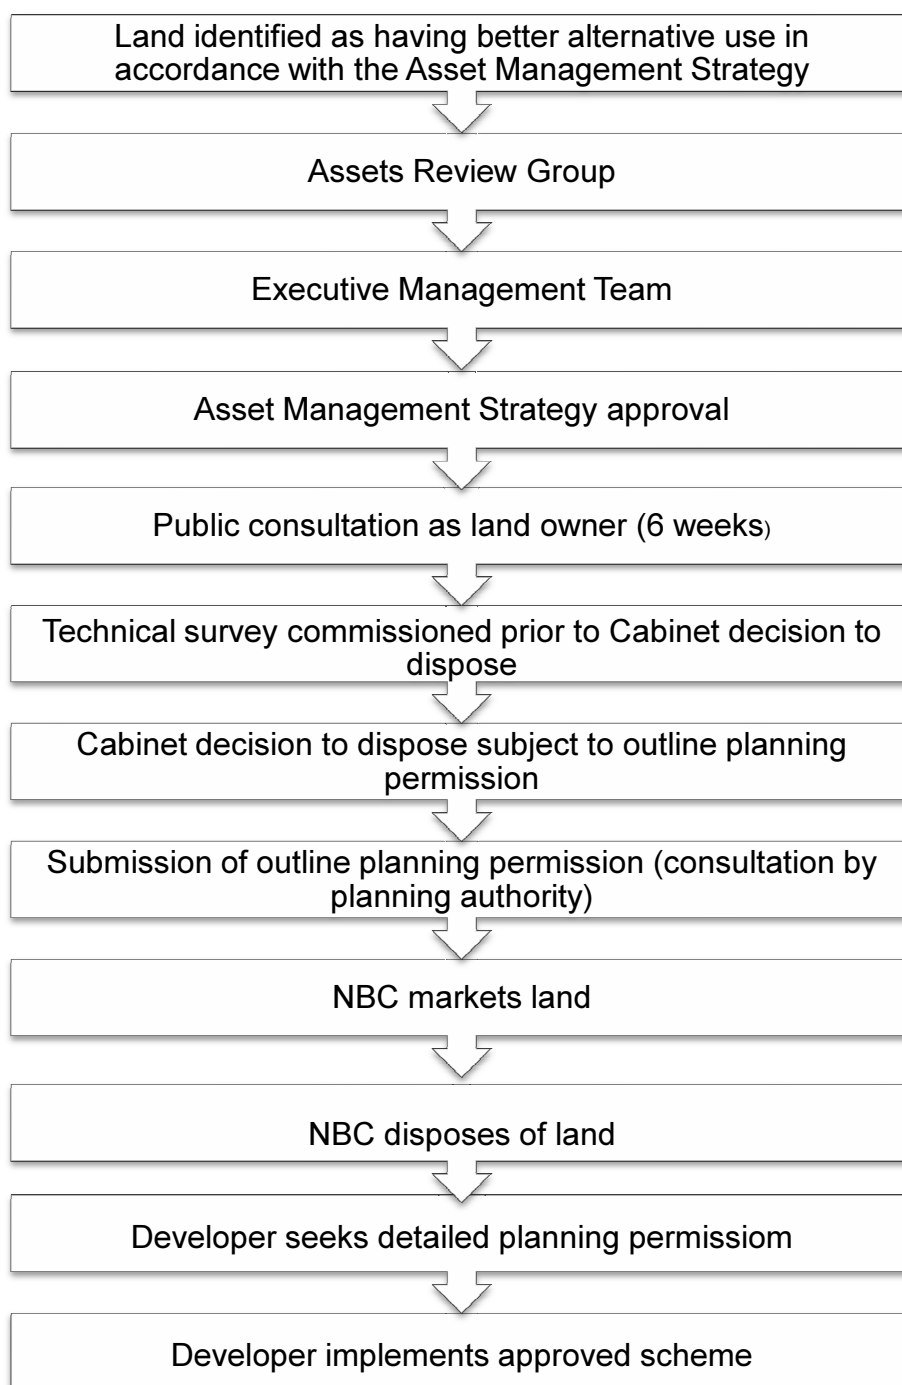 Land identified as having better alternative use in
accordance with the Asset Management Strategy
Assets Review Group
Executive Management Team
Asset Management Strategy approval
Public consultation as land owner (6 weeks)
Technical survey commissioned prior to Cabinet decision to
dispose
Cabinet decision to dispose subject to outline planning
permission
Submission of outline planning permission (consultation by
planning authority)
NBC markets land
NBC disposes of land
Developer seeks detailed planning permissiom
Developer implements approved scheme